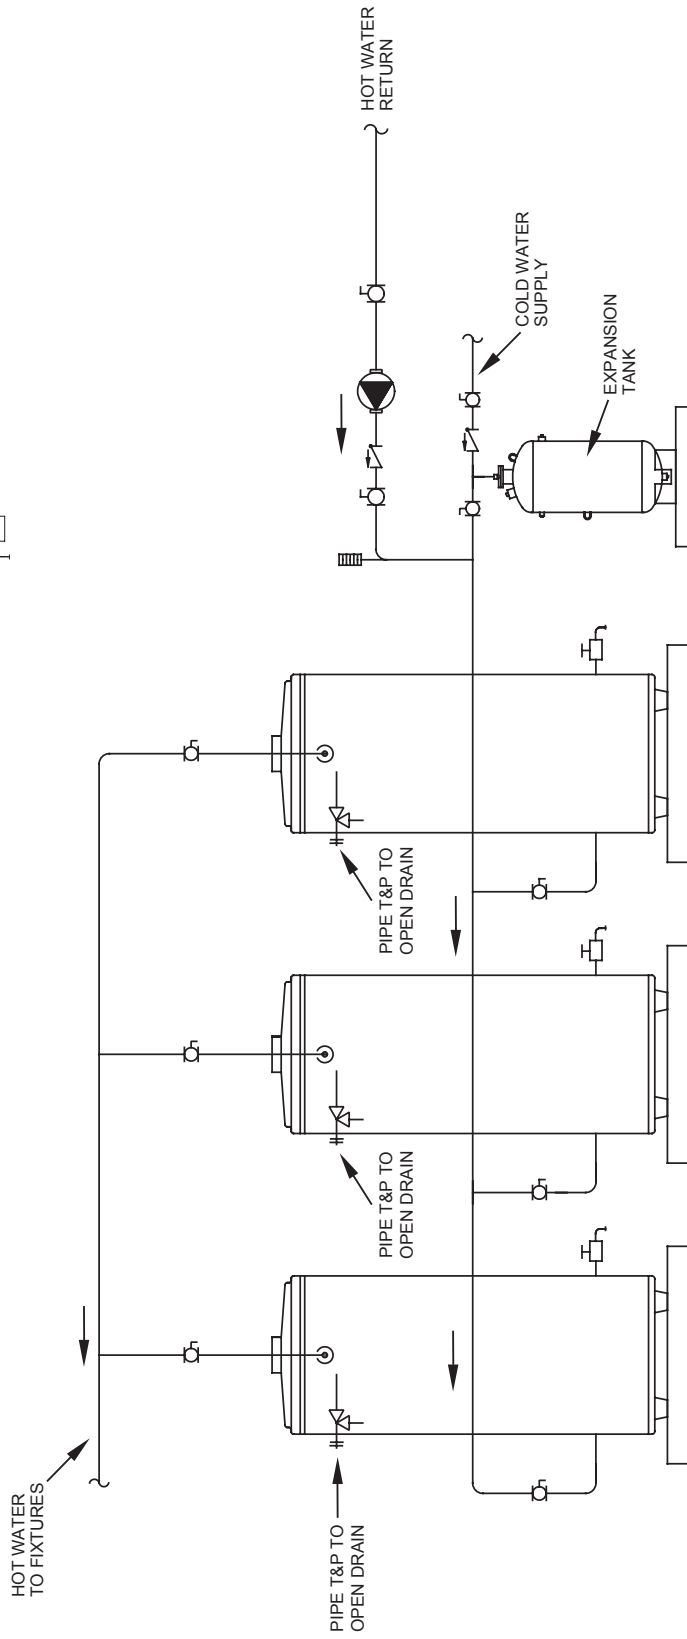 HOT WATER
TO FIXTURES
PIPE T&P TO
OPEN DRAIN
PIPE T&P TO
OPEN DRAIN
PIPE T&P TO
OPEN DRAIN
HOT WATER
RETURN
COLD WATER
SUPPLY
EXPANSION
TANK